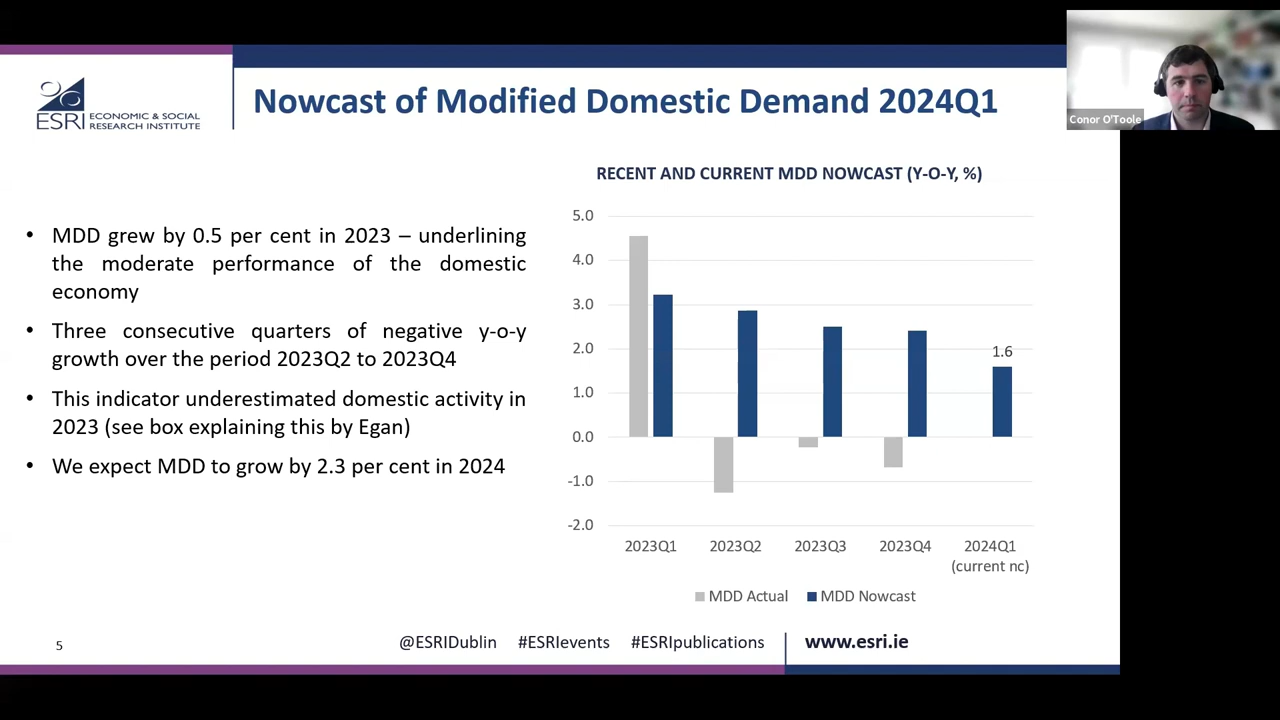 Conor O'Toole
ESRI
ECONOMIC & SOCIAL
RESEARCH INSTITUTE
Nowcast of Modified Domestic Demand 2024Q1
• MDD grew by 0.5 per cent in 2023 – underlining
the moderate performance of the domestic
economy
• Three consecutive quarters of negative y-o-y
growth over the period 2023Q2 to 2023Q4
• This indicator underestimated domestic activity in
2023 (see box explaining this by Egan)
• We expect MDD to grow by 2.3 per cent in 2024
RECENT AND CURRENT MDD NOWCAST (Y-O-Y, %)
5.0
4.0
3.0
2.0
1.0
0.0
-1.0
-2.0
1.6
2023Q1 2023Q2 2023Q3 2023Q4 2024Q1
(current nc)
MDD Actual MDD Nowcast
5
@ESRIDublin #ESRIevents #ESRIpublications www.esri.ie